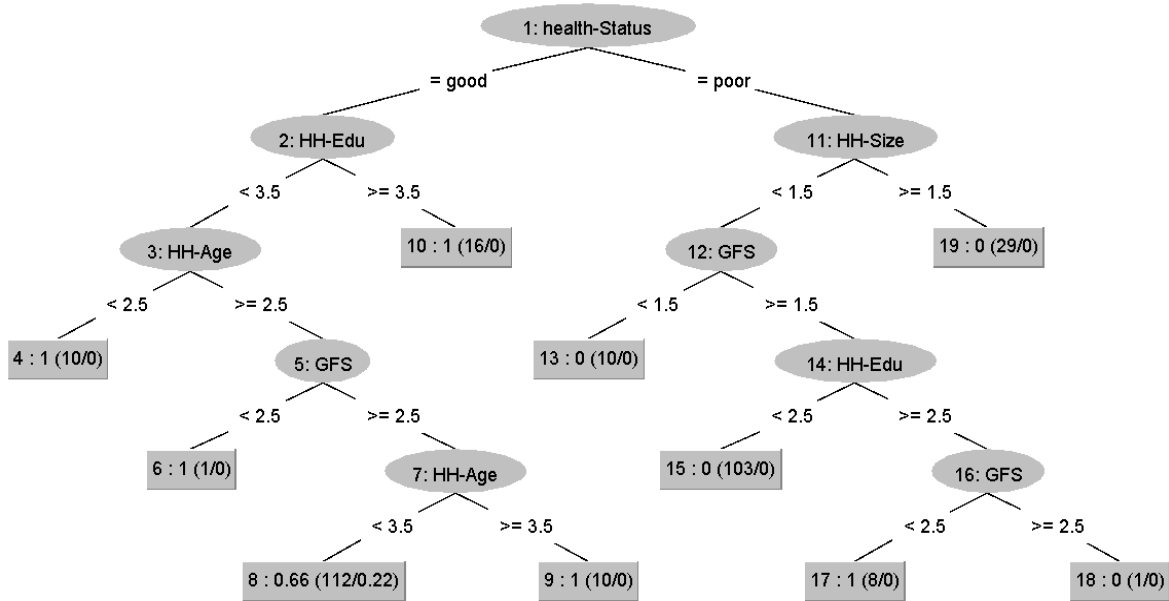 1: health-Status
= good
= poor
2: HH-Edu
11: HH-Size
< 3.5
>= 3.5
< 1.5
>= 1.5
3: HH-Age
10 : 1 (16/0)
12: GFS
19 : 0 (29/0)
< 2.5
>= 2.5
< 1.5
>= 1.5
4 : 1 (10/0)
5: GFS
13 : 0 (10/0)
14: HH-Edu
< 2.5
>= 2.5
< 2.5
>= 2.5
6 : 1 (1/0)
7: HH-Age
15 : 0 (103/0)
16: GFS
< 3.5
>= 3.5
< 2.5
>= 2.5
8 : 0.66 (112/0.22)
9 : 1 (10/0)
17 : 1 (8/0)
18 : 0 (1/0)